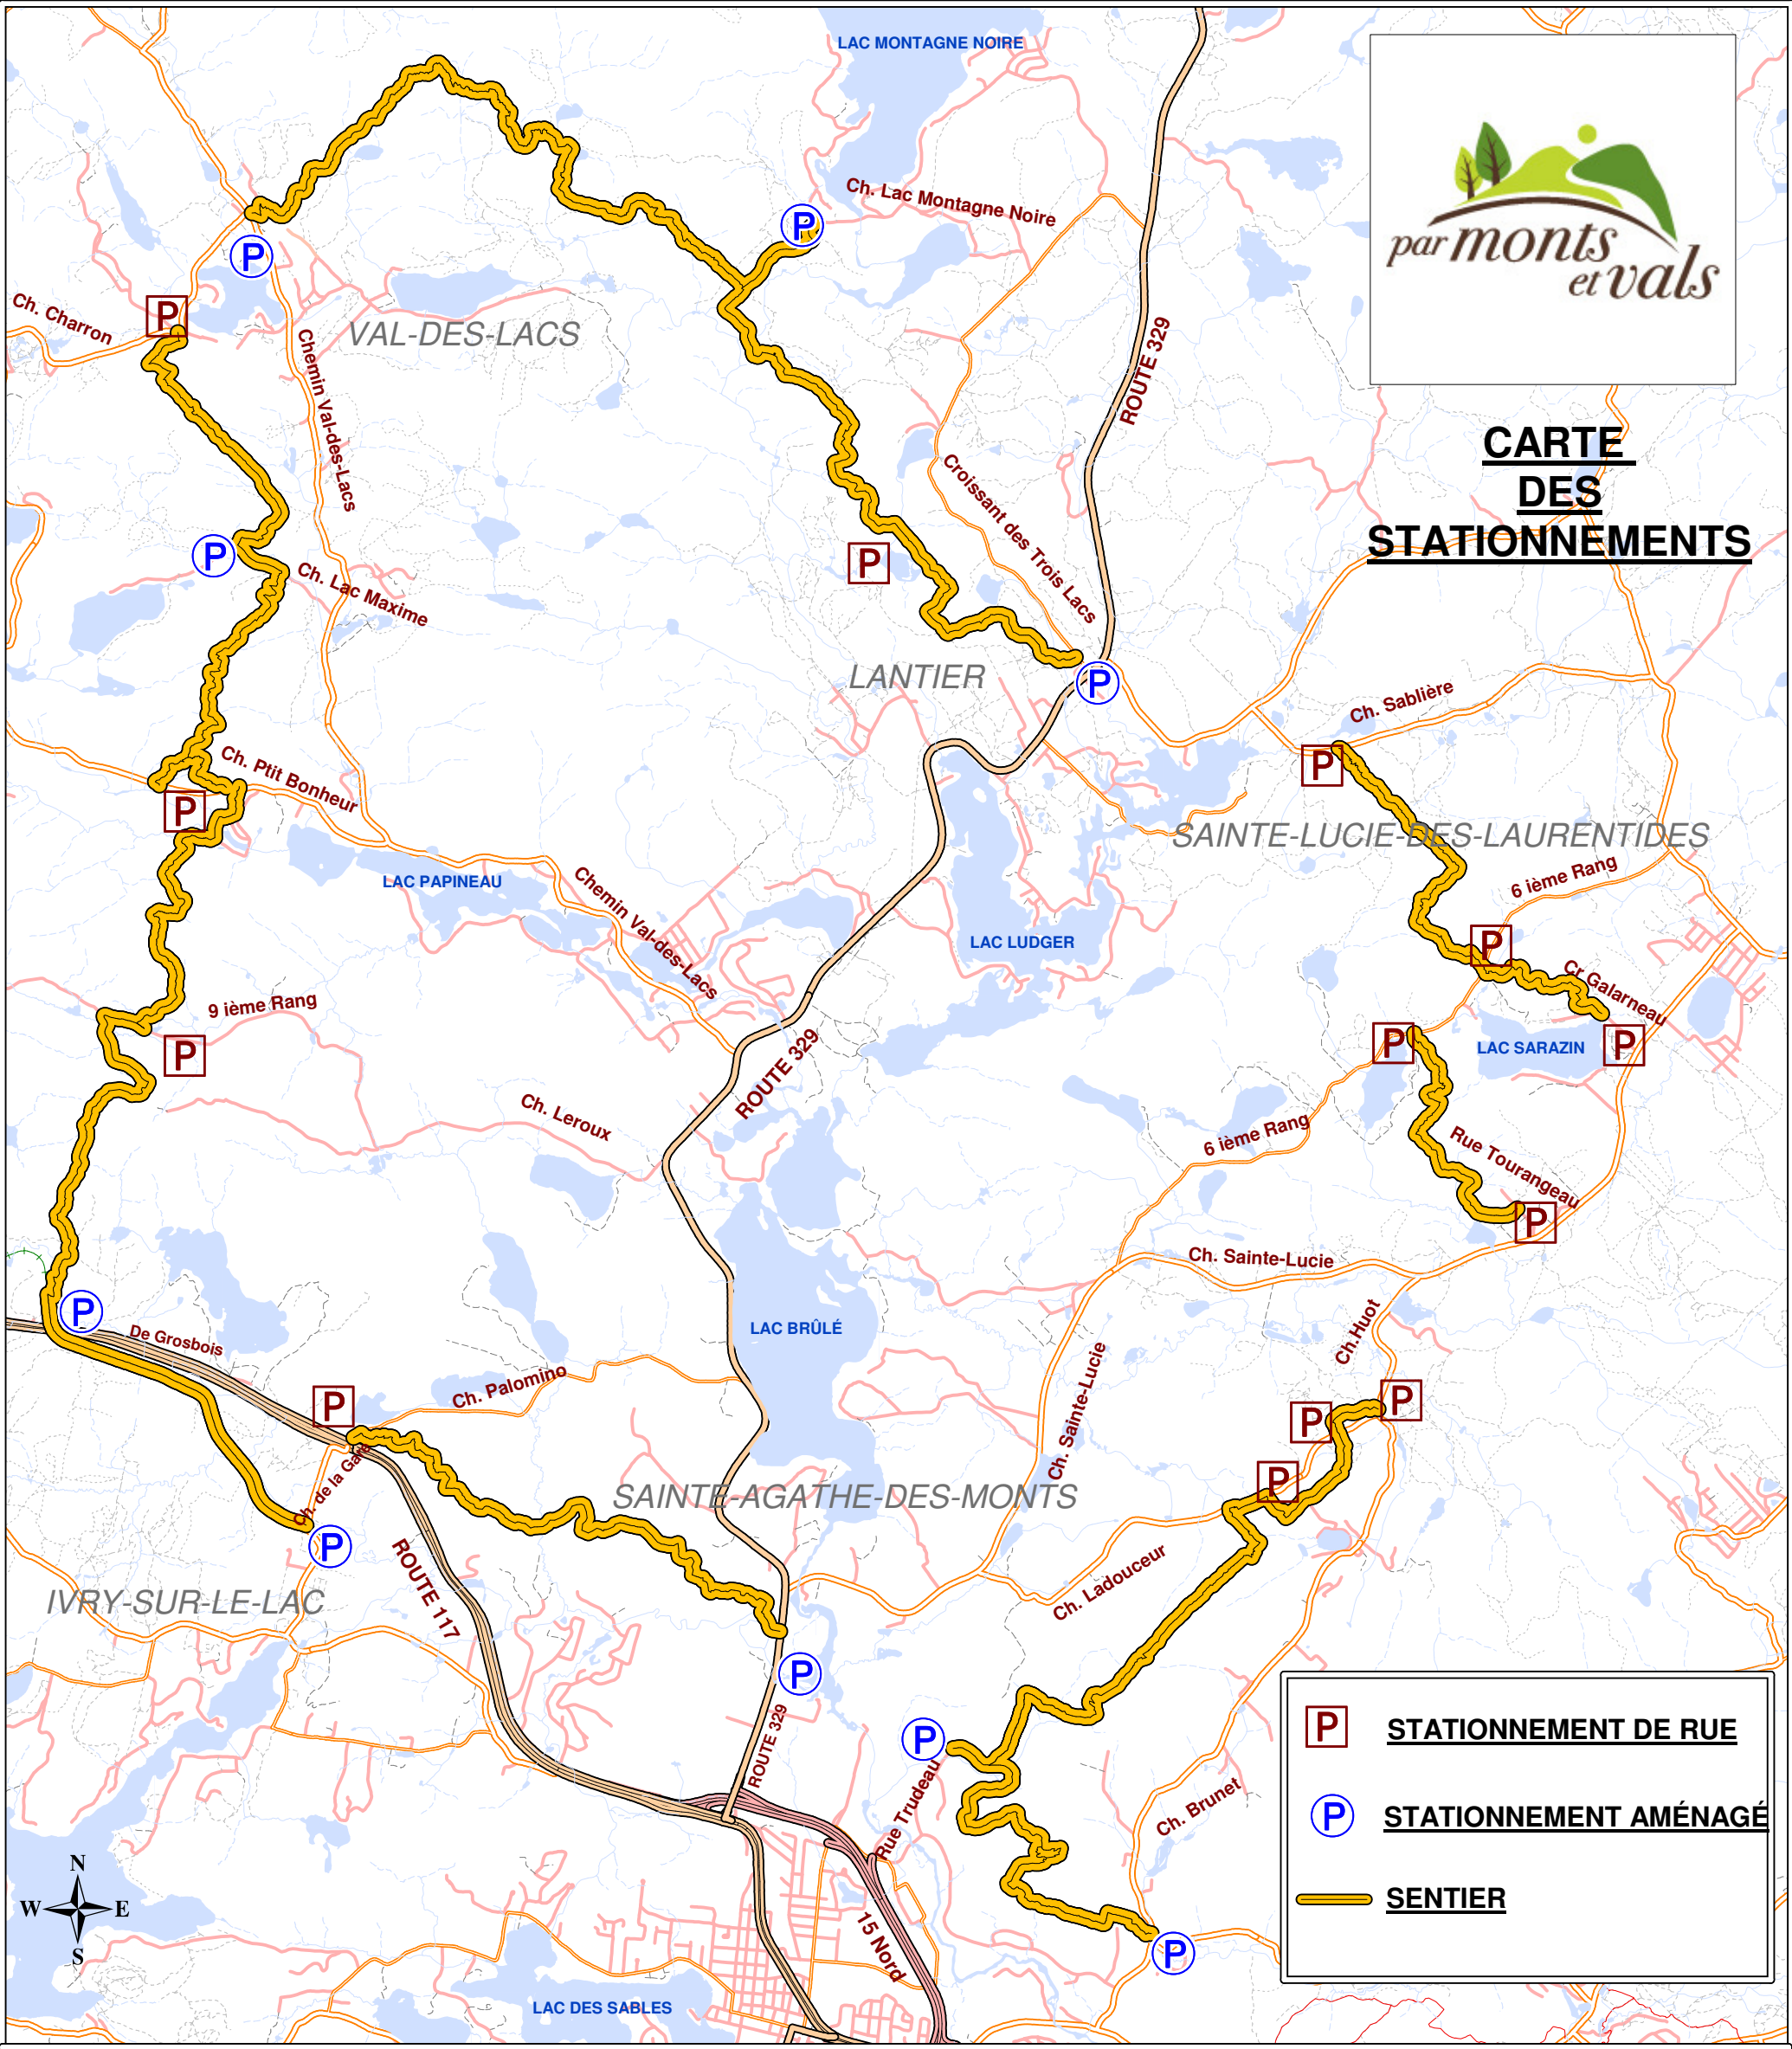 LAC MONTAGNE NOIRE
par monts
et vals
Ch. Lac Montagne Noire
P
P
P
Ch. Charron
VAL-DES-LACS
Chemin Val-des-Lacs
ROUTE 329
CARTE
DES
STATIONNEMENTS
Croissant des Trois Lacs
P
P
Ch. Lac Maxime
LANTIER
P
Ch. Sablière
P
Ch. Ptit Bonheur
P
SAINTE-LUCIE-DES-LAURENTIDES
LAC PAPINEAU
6 ième Rang
Chemin Val-des-Lacs
LAC LUDGER
P
Cr Galarneau
9 ième Rang
P
ROUTE 329
P
LAC SARAZIN
P
Ch. Leroux
6 ième Rang
Rue Tourangeau
P
Ch. Sainte-Lucie
P
De Grosbois
LAC BRÛLÉ
Ch.Huot
Ch. Palomino
P
Ch. Sainte-Lucie
P
P
P
Ch. de la Gare
SAINTE-AGATHE-DES-MONTS
P
ROUTE 117
Ch. Ladouceur
IVRY-SUR-LE-LAC
P
ROUTE 329
P
Rue Trudeau
Ch. Brunet
P
15 Nord
LAC DES SABLES
P STATIONNEMENT DE RUE
P STATIONNEMENT AMÉNAGÉ
SENTIER
N
W E
S